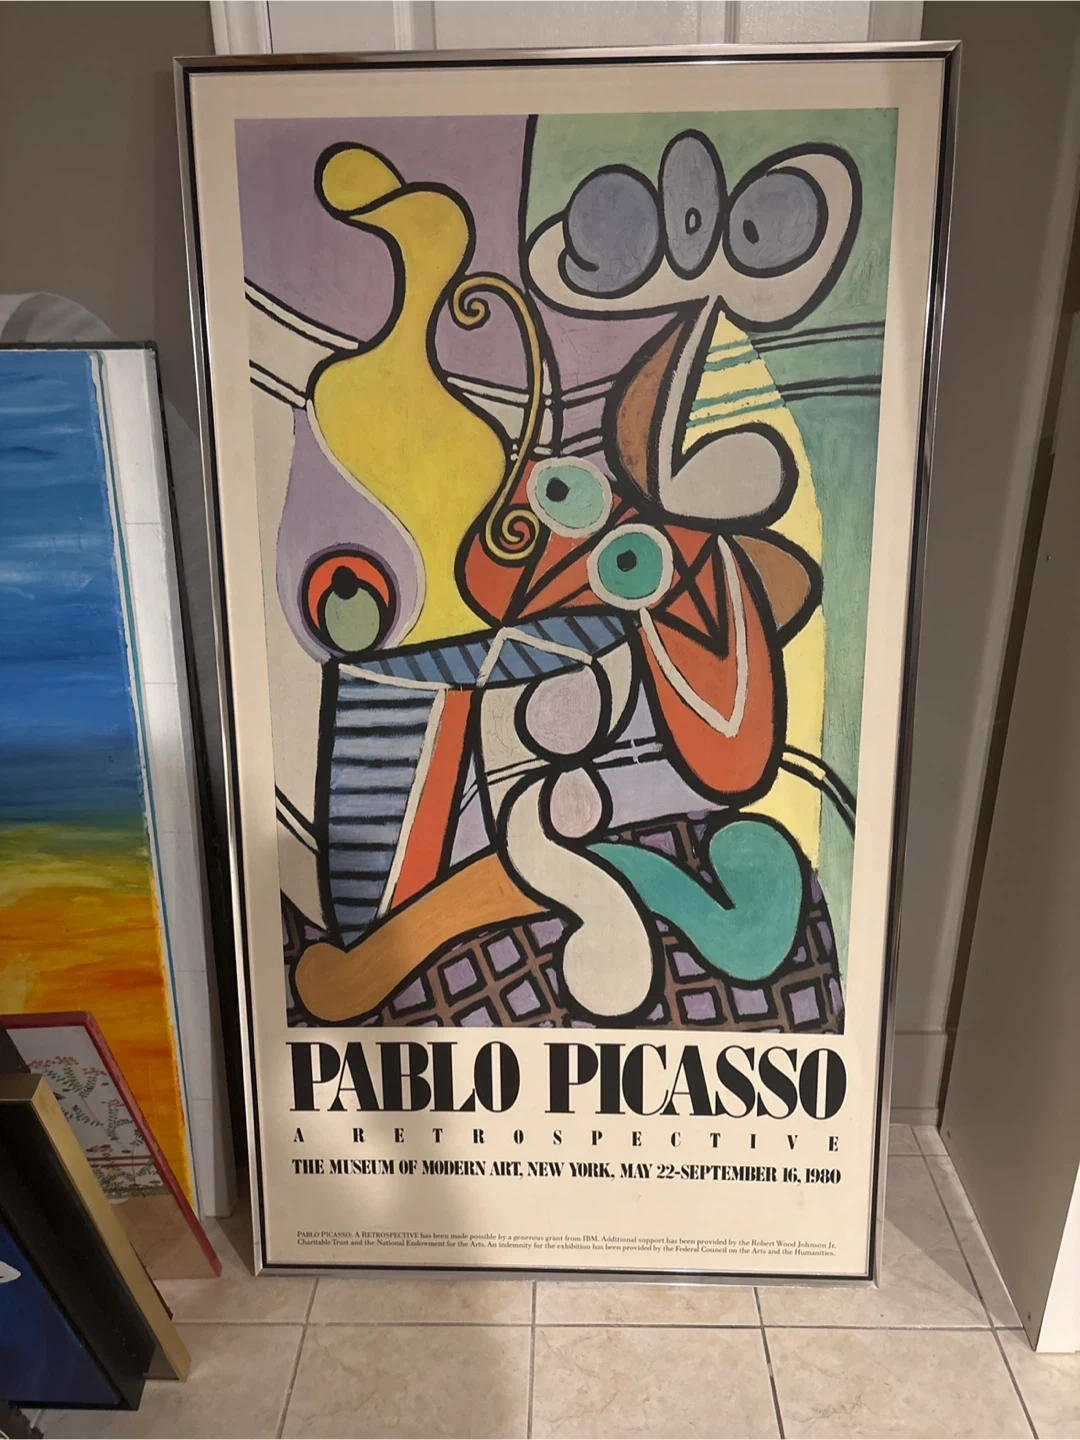 PABLO PICASSO
A RETROSPECTIVE
THE MUSEUM OF MODERN ART, NEW YORK, MAY 22-SEPTEMBER 16, 1980
PABLO PICASSO: A RETROSPECTIVE has been made possible by a generous grant from IBM. Additional support has been provided by the Robert Wood Johnson Jr.
Charitable Trust and the National Endowment for the Arts. An indemnity for the exhibition has been provided by the Federal Council on the Arts and the Humanities.